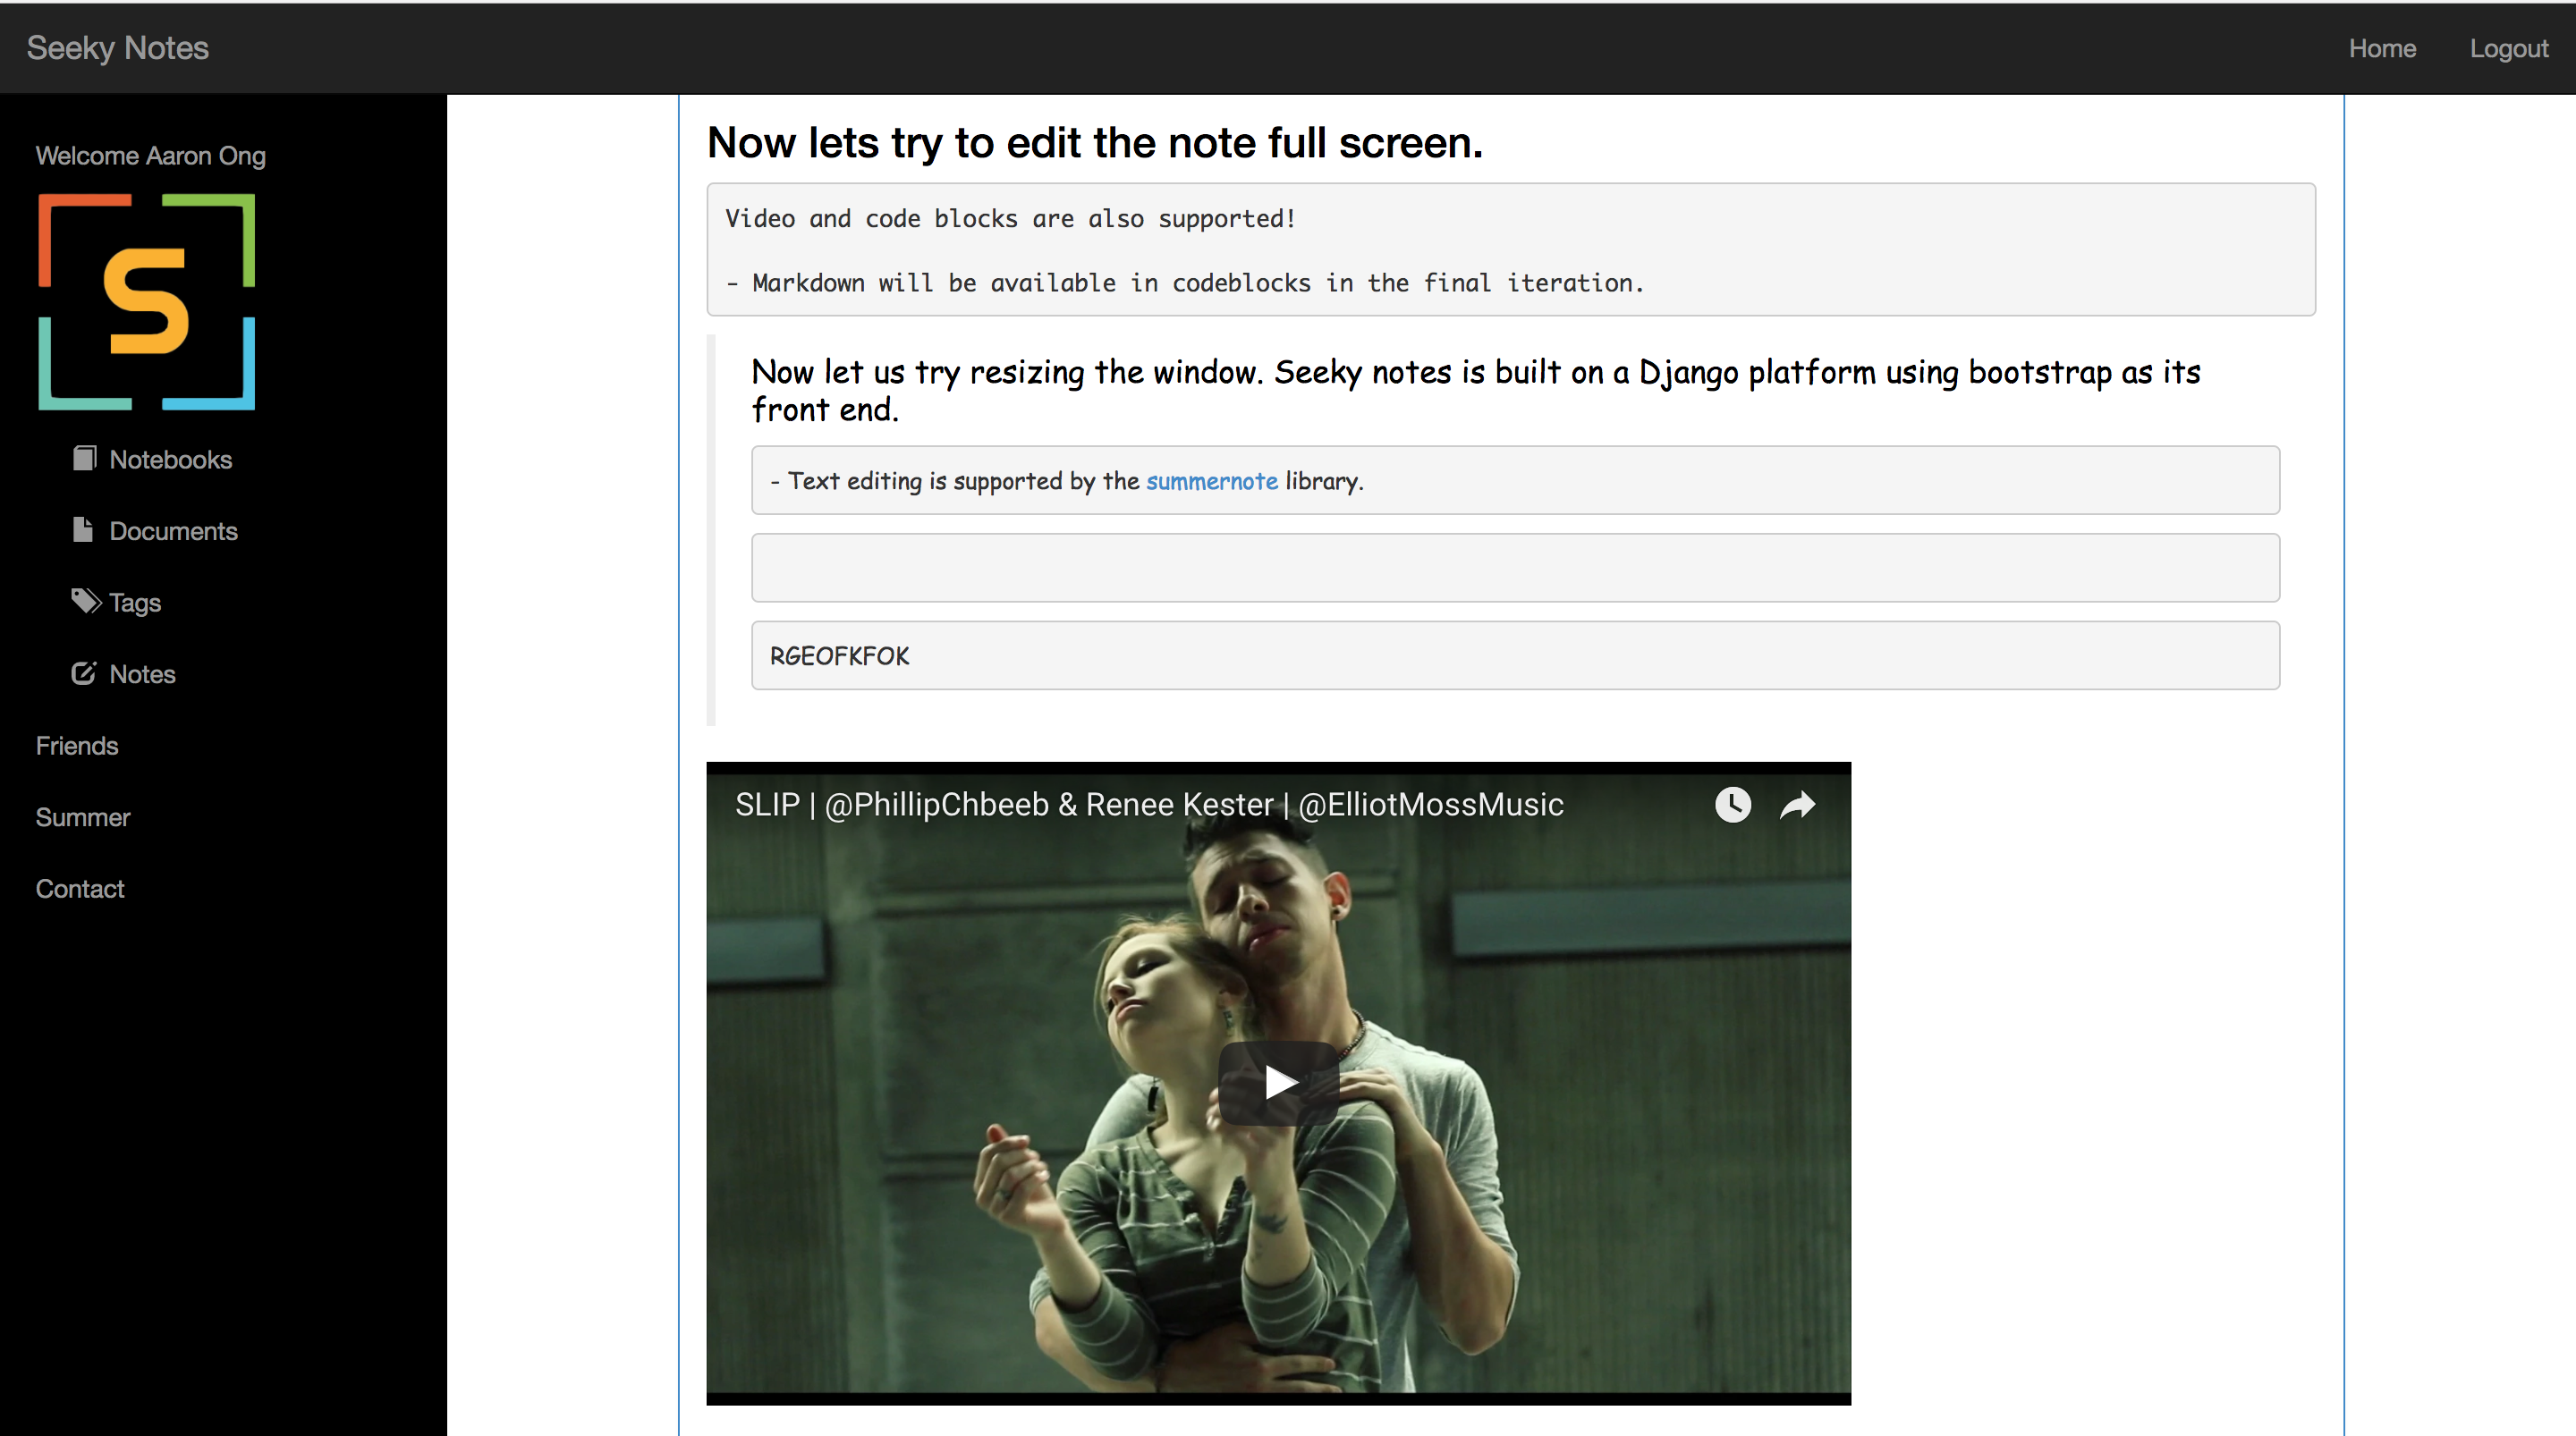 Seeky Notes
Home
Logout
Welcome Aaron Ong
S
Notebooks
Documents
Tags
Notes
Friends
Summer
Contact
Now lets try to edit the note full screen.
Video and code blocks are also supported!
- Markdown will be available in codeblocks in the final iteration.
Now let us try resizing the window. Seeky notes is built on a Django platform using bootstrap as its
front end.
- Text editing is supported by the summernote library.
RGEOFKFOK
SLIP | @PhillipChbeeb & Renee Kester | @ElliotMossMusic